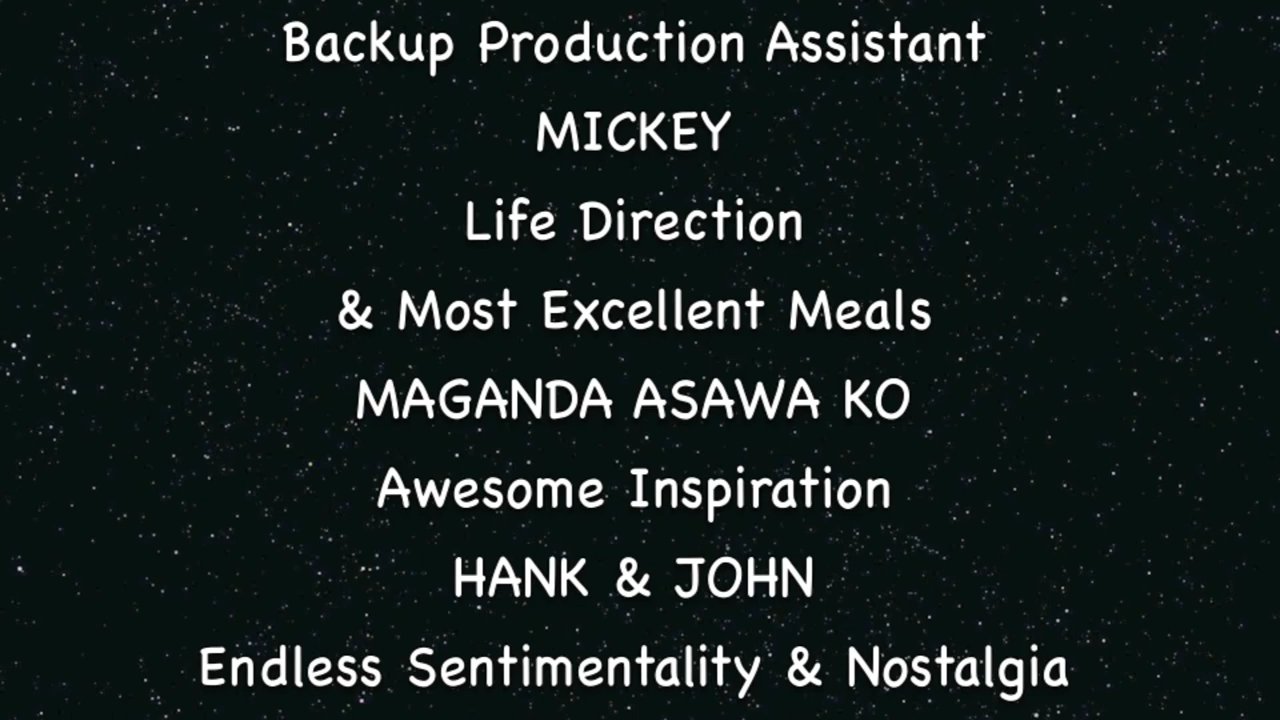 Backup Production Assistant
MICKEY
Life Direction
& Most Excellent Meals
MAGANDA ASAWA KO
Awesome Inspiration
HANK & JOHN
Endless Sentimentality & Nostalgia